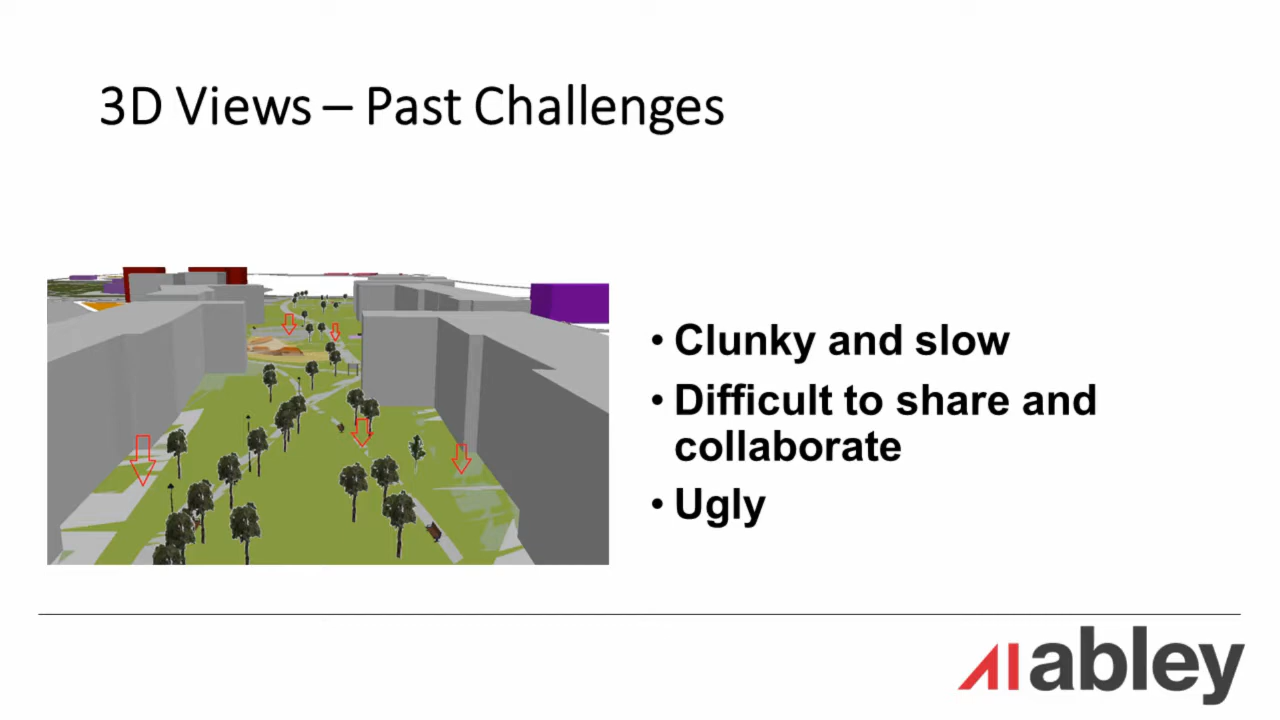 3D Views – Past Challenges
• Clunky and slow
• Difficult to share and
collaborate
• Ugly
abley